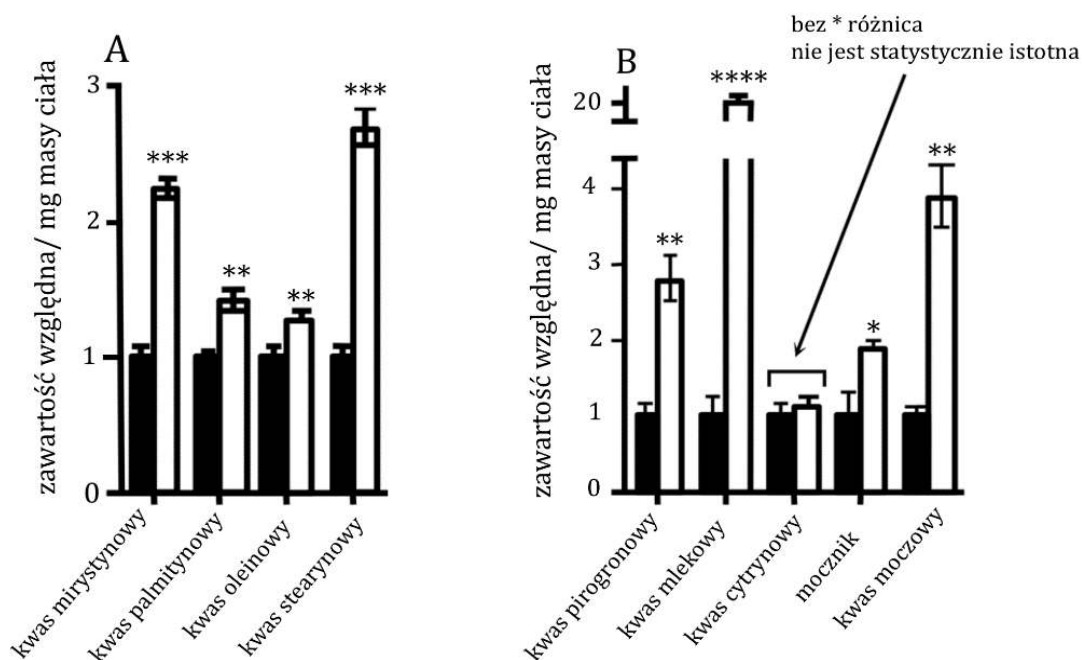 A
zawartość względna/ mg masy ciała
3
2
1
0
***
**
**
***
kwas mirystynowy
kwas palmitynowy
kwas oleinowy
kwas stearynowy
bez * różnica
nie jest statystycznie istotna
B
zawartość względna/ mg masy ciała
20
4
3
2
1
0
**
****
*
**
kwas pirogronowy
kwas mlekowy
kwas cytrynowy
mocznik
kwas moczowy